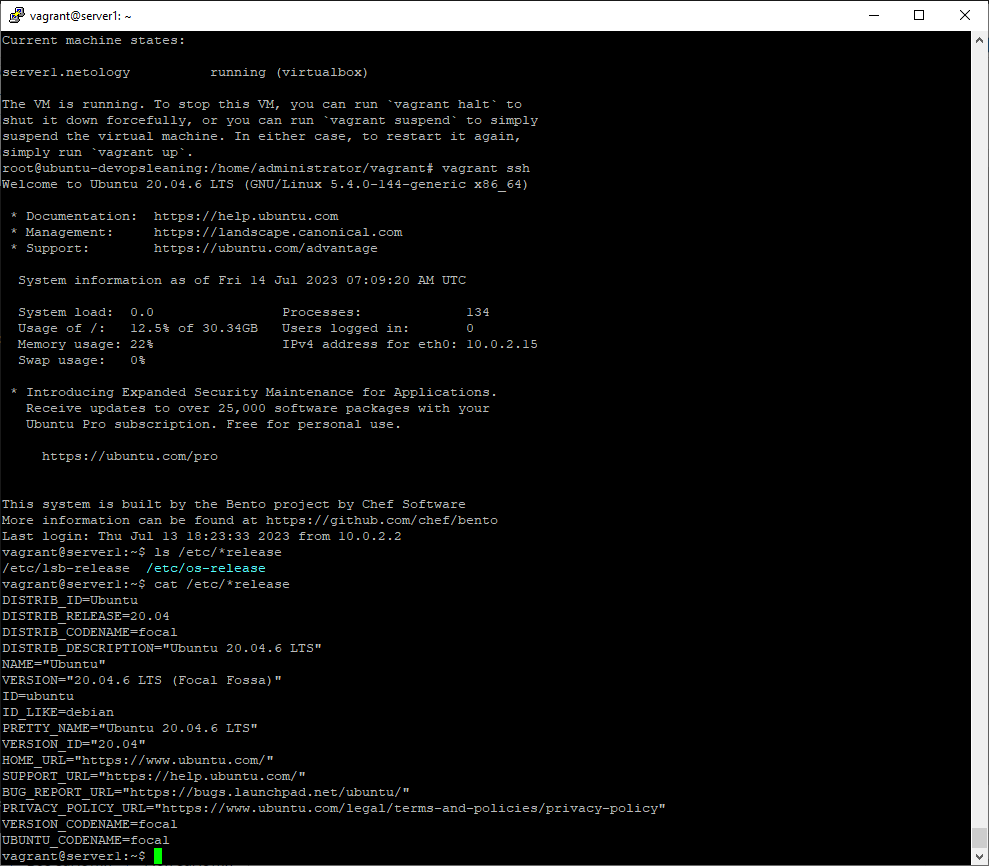 vagrant@server1: ~
Current machine states:
server1.netology          running (virtualbox)
The VM is running. To stop this VM, you can run `vagrant halt` to
shut it down forcefully, or you can run `vagrant suspend` to simply
suspend the virtual machine. In either case, to restart it again,
simply run `vagrant up`.
root@ubuntu-devopsleaning:/home/administrator/vagrant# vagrant ssh
Welcome to Ubuntu 20.04.6 LTS (GNU/Linux 5.4.0-144-generic x86_64)
* Documentation:  https://help.ubuntu.com
* Management:     https://landscape.canonical.com
* Support:        https://ubuntu.com/advantage
System information as of Fri 14 Jul 2023 07:09:20 AM UTC
System load:  0.0                Processes:             134
Usage of /:   12.5% of 30.34GB   Users logged in:       0
Memory usage: 22%                IPv4 address for eth0: 10.0.2.15
Swap usage:   0%
* Introducing Expanded Security Maintenance for Applications.
Receive updates to over 25,000 software packages with your
Ubuntu Pro subscription. Free for personal use.
https://ubuntu.com/pro
This system is built by the Bento project by Chef Software
More information can be found at https://github.com/chef/bento
Last login: Thu Jul 13 18:23:33 2023 from 10.0.2.2
vagrant@server1:~$ ls /etc/*release
/etc/lsb-release  /etc/os-release
vagrant@server1:~$ cat /etc/*release
DISTRIB_ID=Ubuntu
DISTRIB_RELEASE=20.04
DISTRIB_CODENAME=focal
DISTRIB_DESCRIPTION="Ubuntu 20.04.6 LTS"
NAME="Ubuntu"
VERSION="20.04.6 LTS (Focal Fossa)"
ID=ubuntu
ID_LIKE=debian
PRETTY_NAME="Ubuntu 20.04.6 LTS"
VERSION_ID="20.04"
HOME_URL="https://www.ubuntu.com/"
SUPPORT_URL="https://help.ubuntu.com/"
BUG_REPORT_URL="https://bugs.launchpad.net/ubuntu/"
PRIVACY_POLICY_URL="https://www.ubuntu.com/legal/terms-and-policies/privacy-policy"
VERSION_CODENAME=focal
UBUNTU_CODENAME=focal
vagrant@server1:~$